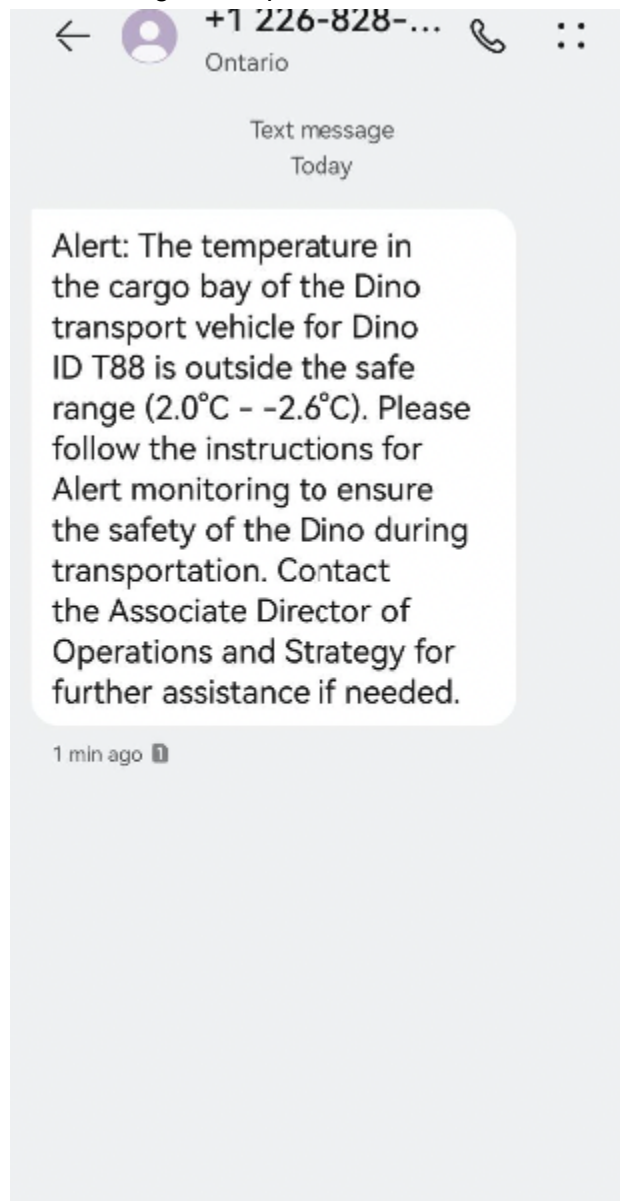 +1 226-828-...
Ontario
Text message
Today
Alert: The temperature in
the cargo bay of the Dino
transport vehicle for Dino
ID T88 is outside the safe
range (2.0°C - -2.6°C). Please
follow the instructions for
Alert monitoring to ensure
the safety of the Dino during
transportation. Contact
the Associate Director of
Operations and Strategy for
further assistance if needed.
1 min ago 1